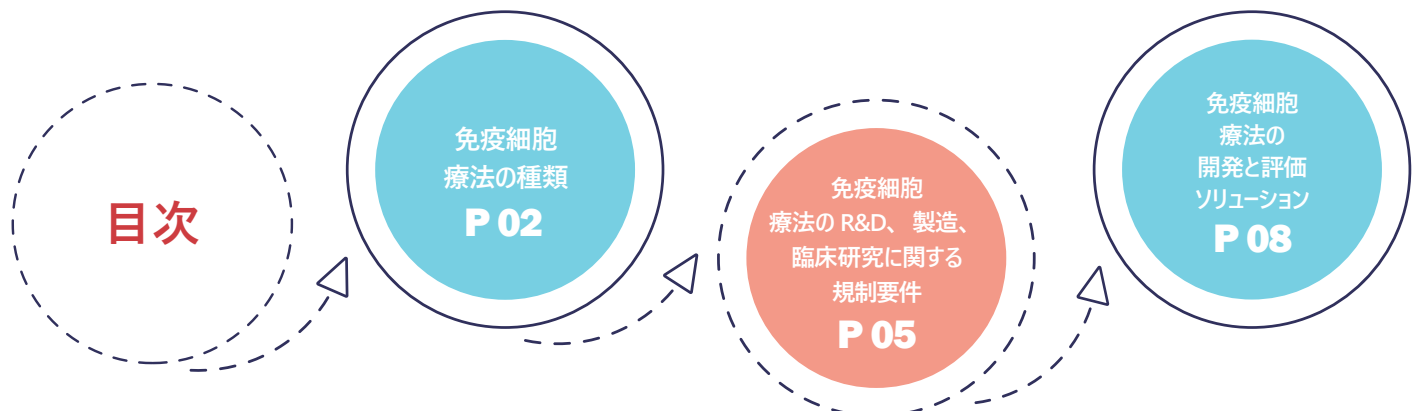 目次
免疫細胞
療法の種類
P 02
免疫細胞
療法の R&D、 製造、
臨床研究に関する
規制要件
P 05
免疫細胞
療法の
開発と評価
ソリューション
P 08